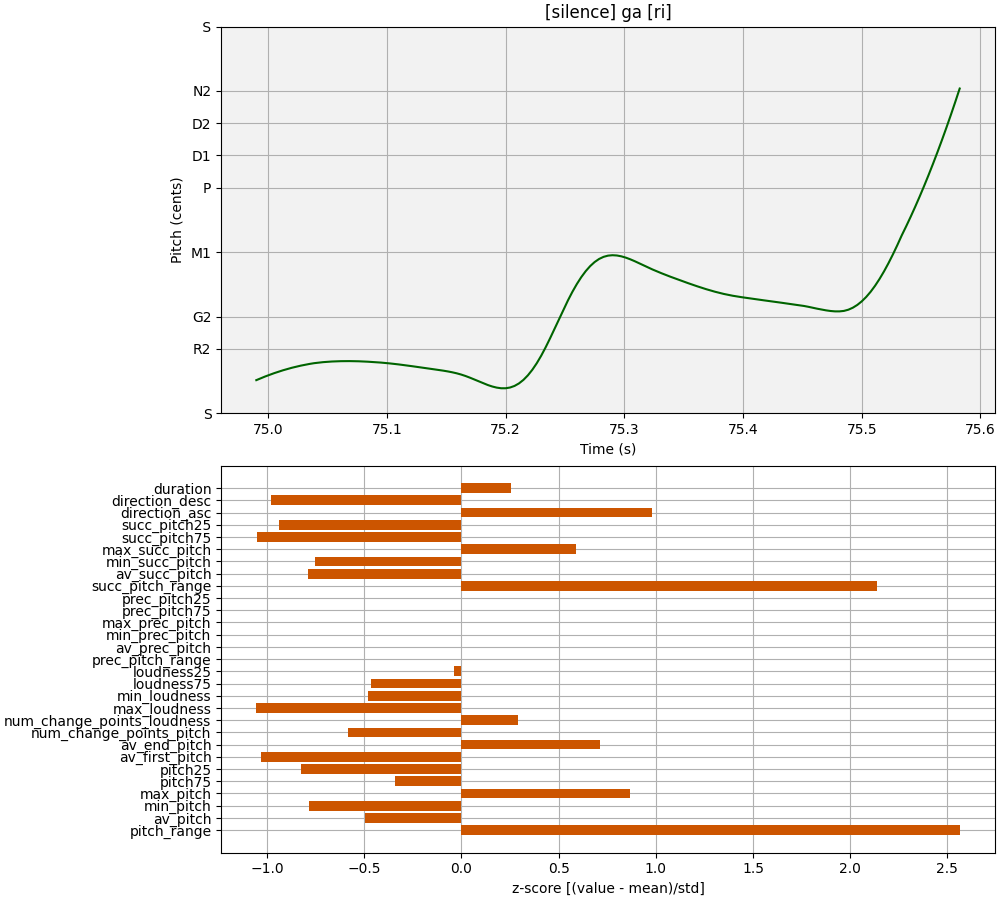 [silence] ga [ri]
S
N2
D2
D1
P
M1
G2
R2
S
Pitch (cents)
75.0 75.1 75.2 75.3 75.4 75.5 75.6
Time (s)
duration
direction_desc
direction_asc
succ_pitch25
succ_pitch75
max_succ_pitch
min_succ_pitch
av_succ_pitch
succ_pitch_range
prec_pitch25
prec_pitch75
max_prec_pitch
min_prec_pitch
av_prec_pitch
prec_pitch_range
loudness25
loudness75
min_loudness
max_loudness
num_change_points_loudness
num_change_points_pitch
av_end_pitch
av_first_pitch
pitch25
pitch75
max_pitch
min_pitch
av_pitch
pitch_range
−1.0 −0.5 0.0 0.5 1.0 1.5 2.0 2.5
z-score [(value - mean)/std]